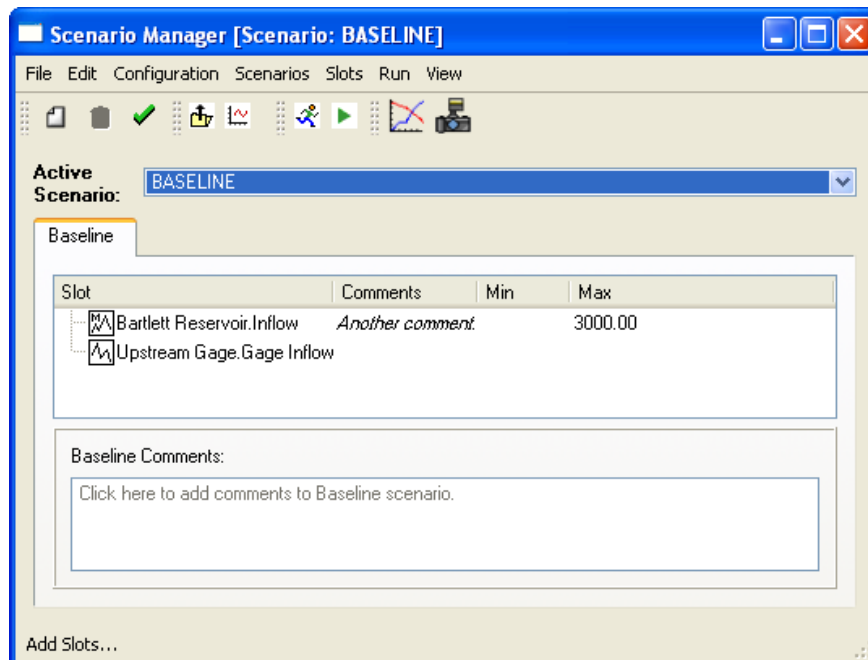 Scenario Manager [Scenario: BASELINE]
File Edit Configuration Scenarios Slots Run View
Active Scenario:
BASELINE
Baseline
Slot Comments Min Max
Bartlett Reservoir.Inflow Another comment. 3000.00
Upstream Gage.Gage Inflow
Baseline Comments:
Click here to add comments to Baseline scenario.
Add Slots...